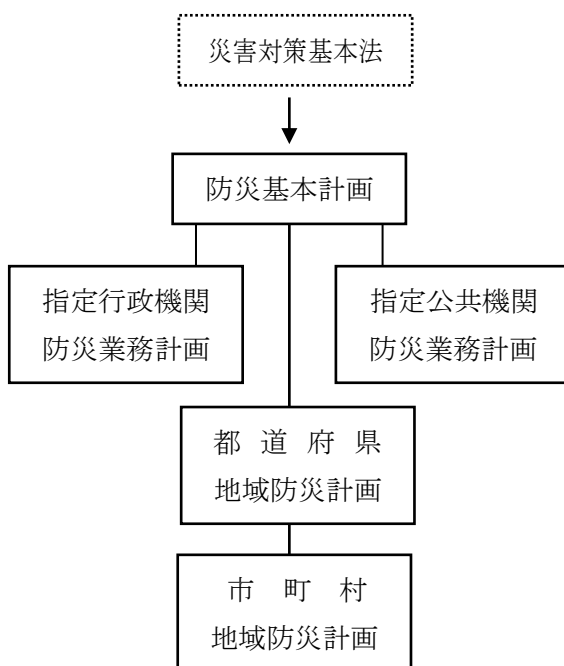 災害対策基本法
防災基本計画
指定行政機関
防災業務計画
指定公共機関
防災業務計画
都道府県
地域防災計画
市町村
地域防災計画